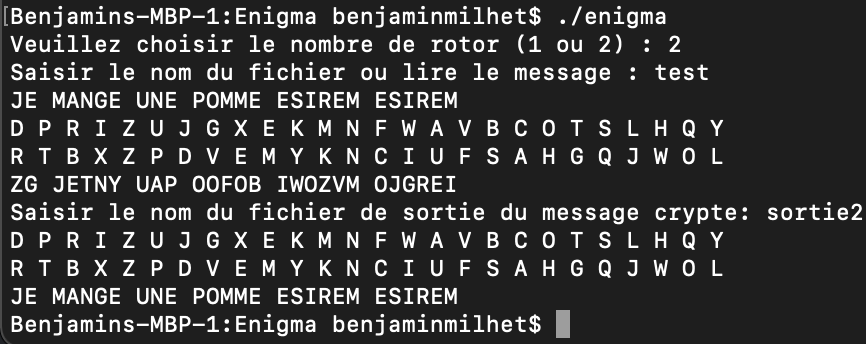 [Benjamins-MBP-1:Enigma benjaminmilhet$ ./enigma
Veuillez choisir le nombre de rotor (1 ou 2) : 2
Saisir le nom du fichier ou lire le message : test
JE MANGE UNE POMME ESIREM ESIREM
D P R I Z U J G X E K M N F W A V B C O T S L H Q Y
R T B X Z P D V E M Y K N C I U F S A H G Q J W O L
ZG JETNY UAP OOFOB IWOZVM OJGREI
Saisir le nom du fichier de sortie du message crypte: sortie2
D P R I Z U J G X E K M N F W A V B C O T S L H Q Y
R T B X Z P D V E M Y K N C I U F S A H G Q J W O L
JE MANGE UNE POMME ESIREM ESIREM
Benjamins-MBP-1:Enigma benjaminmilhet$